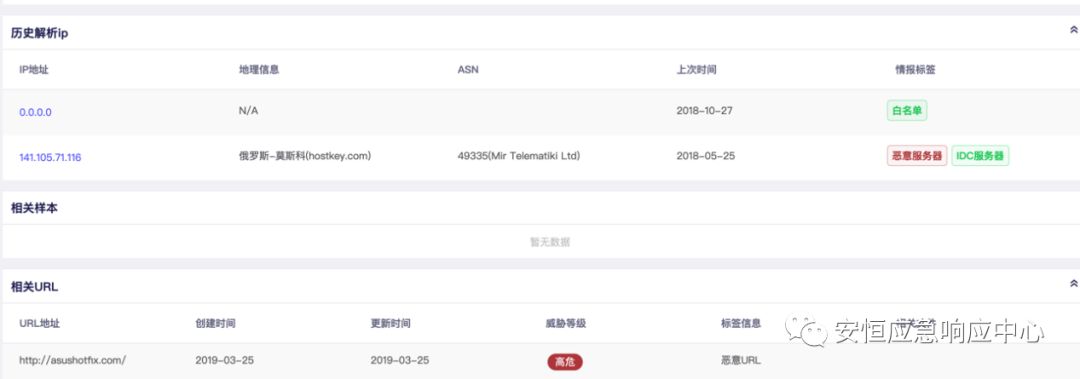 历史解析ip
IP地址 地理信息 ASN 上次时间 情报标签
0.0.0.0 N/A 2018-10-27 白名单
141.105.71.116 俄罗斯-莫斯科(hostkey.com) 49335(Mir Telematiki Ltd) 2018-05-25 恶意服务器 IDC服务器
相关样本
暂无数据
相关URL
URL地址 创建时间 更新时间 威胁等级 标签信息
安恒应急响应中心
http://asushotfix.com/ 2019-03-25 2019-03-25 高危 恶意URL